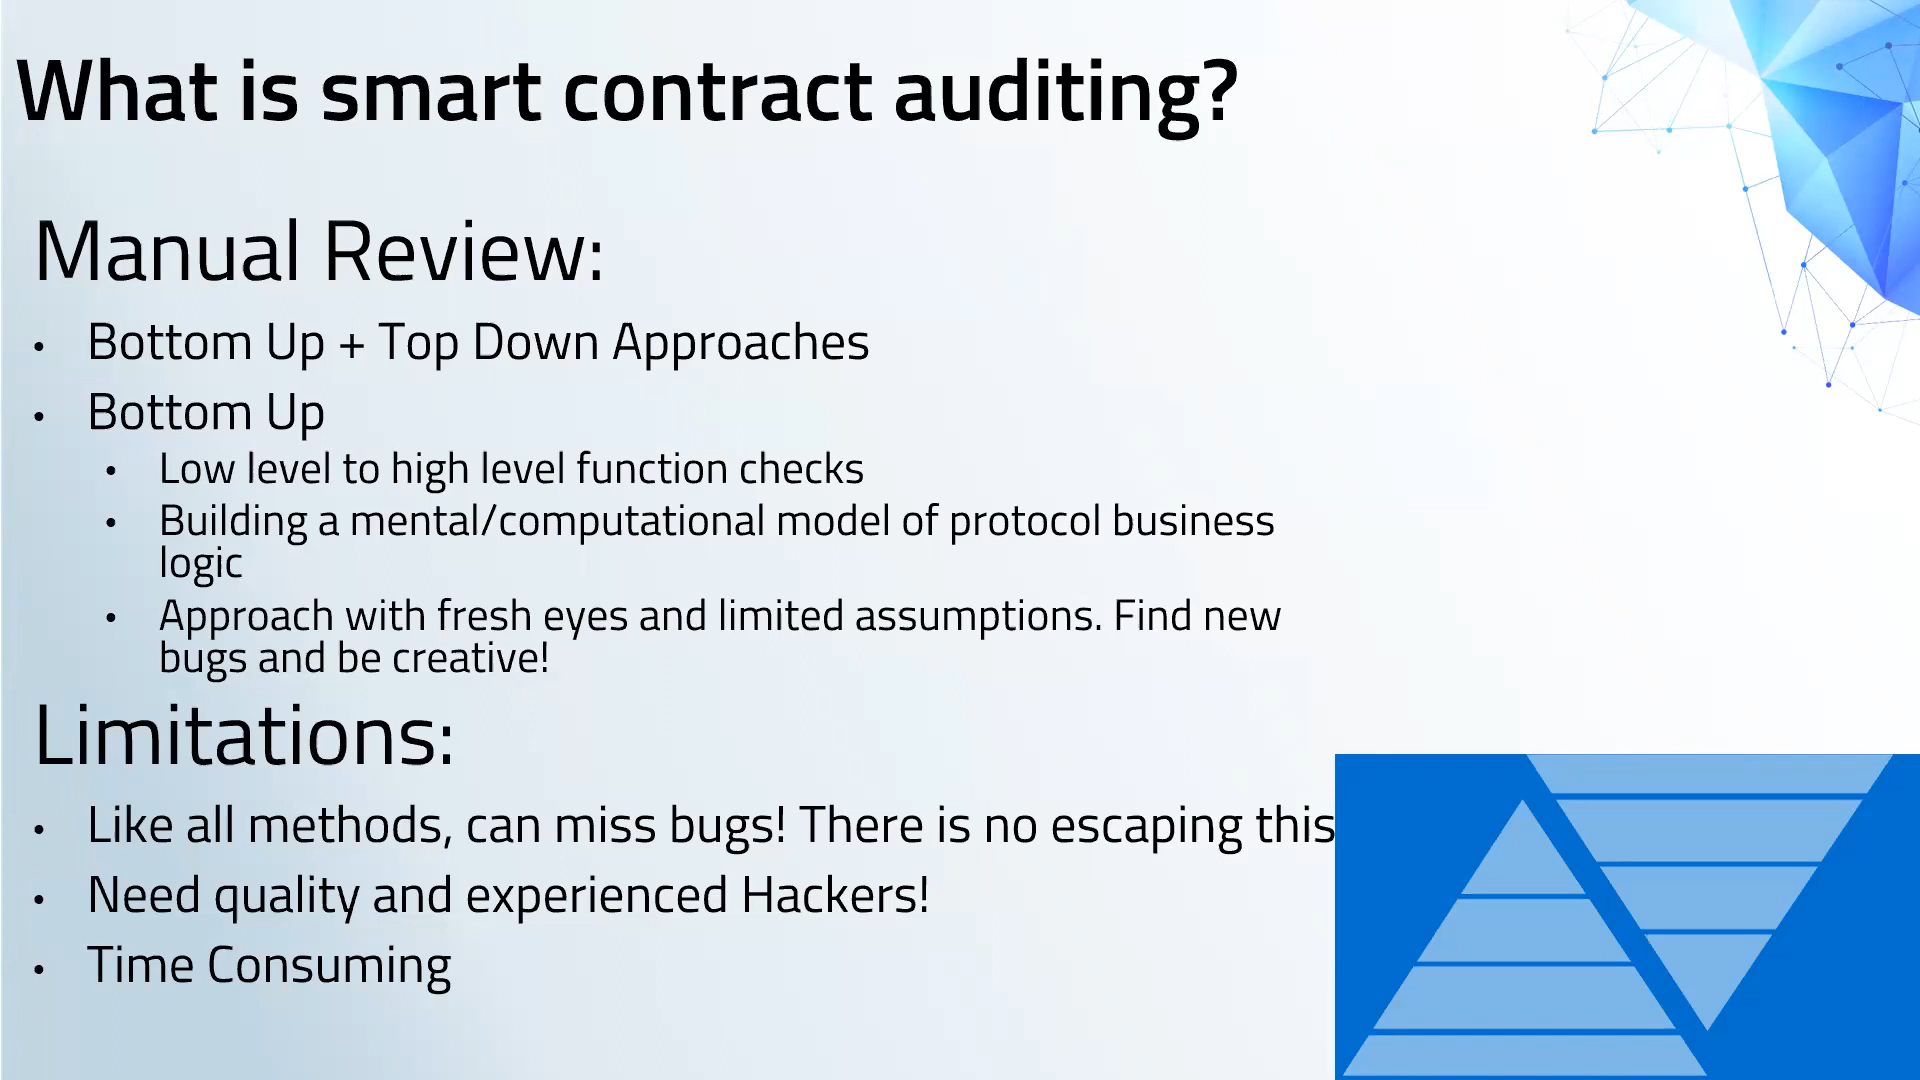 What is smart contract auditing?
Manual Review:
• Bottom Up + Top Down Approaches
• Bottom Up
• Low level to high level function checks
• Building a mental/computational model of protocol business
logic
• Approach with fresh eyes and limited assumptions. Find new
bugs and be creative!
Limitations:
• Like all methods, can miss bugs! There is no escaping this
• Need quality and experienced Hackers!
• Time Consuming